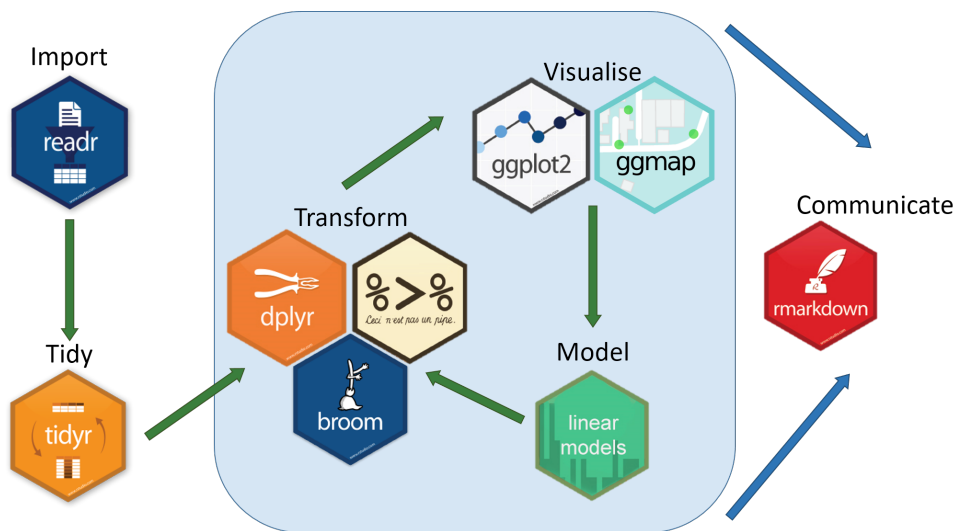 Import
readr
Tidy
tidyr
Transform
dplyr
%>%
Ceci n'est pas un pipe.
broom
Visualise
ggplot2
ggmap
Model
linear
models
Communicate
rmarkdown